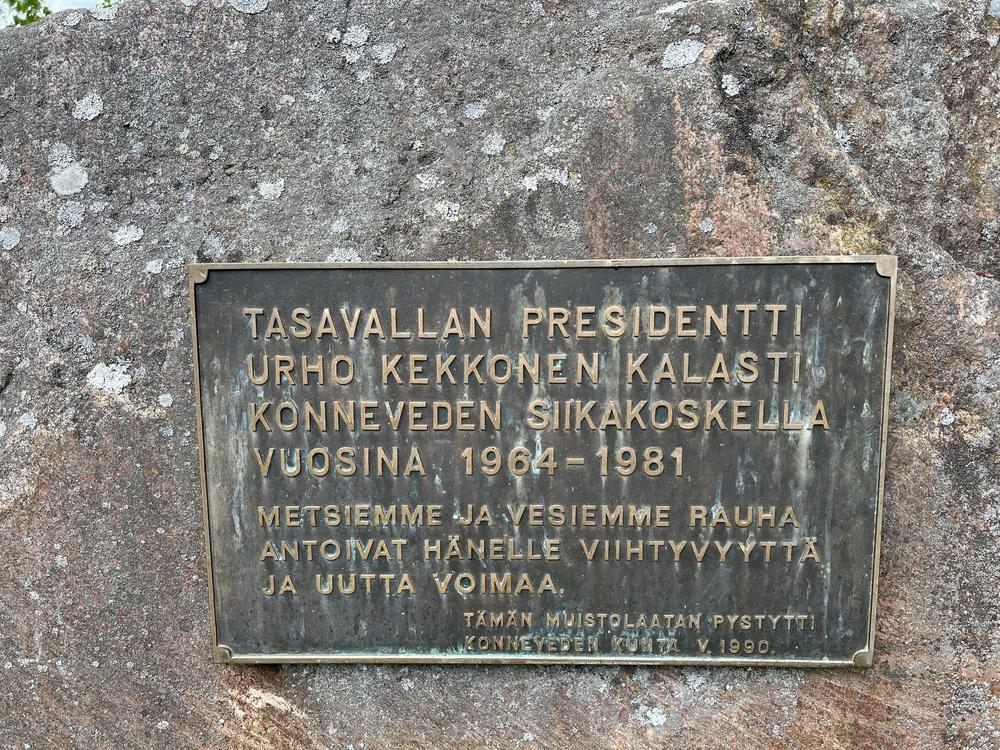 TASAVALLAN PRESIDENTTI
URHO KEKKONEN KALASTI
KONNEVEDEN SIIKAKOSKELLA
VUOSINA 1964-1981
METSIEMME JA VESIEMME RAUHA
ANTOIVAT HÄNELLE VIIHTYVYYTTÄ
JA UUTTA VOIMAA.
TÄMÄN MUISTOLAATAN PYSTYTTI
KONNEVEDEN KUNTA V. 1990.